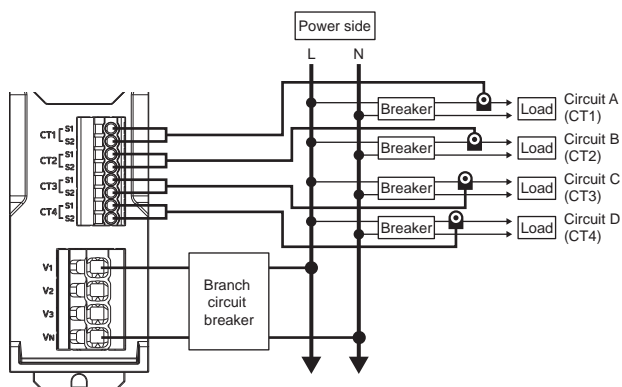 Power side
L N
CT1 S1
S2
CT2 S1
S2
CT3 S1
S2
CT4 S1
S2
Breaker Load Circuit A
(CT1)
Breaker Load Circuit B
(CT2)
Breaker Load Circuit C
(CT3)
Breaker Load Circuit D
(CT4)
V1
V2
V3
VN
Branch
circuit
breaker